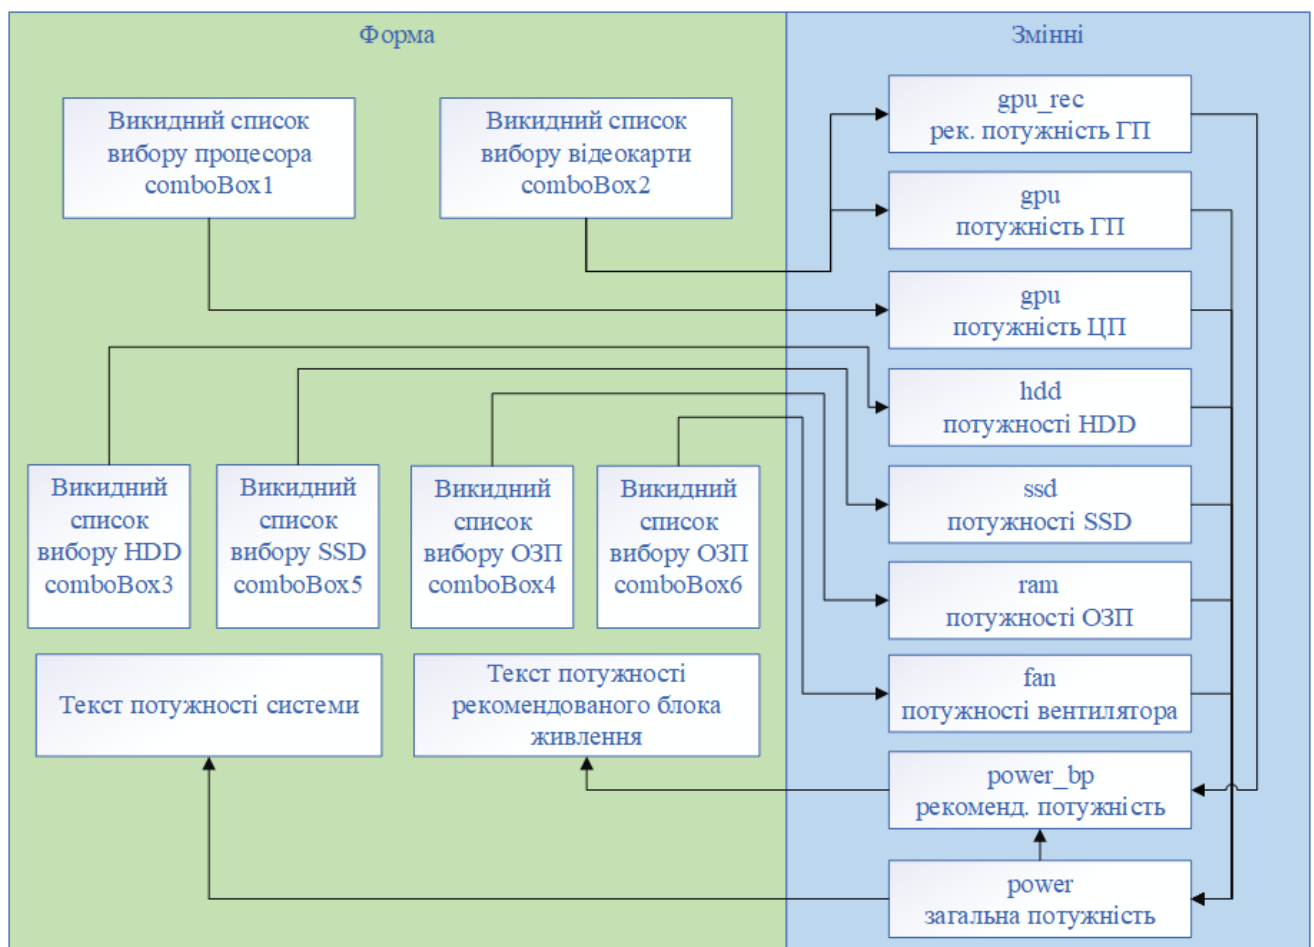 Форма
Викидний список
вибору процесора
comboBox1
Викидний список
вибору відеокарти
comboBox2
Викидний
список
вибору HDD
comboBox3
Викидний
список
вибору SSD
comboBox5
Викидний
список
вибору ОЗП
comboBox4
Викидний
список
вибору ОЗП
comboBox6
Текст потужності системи
Текст потужності
рекомендованого блока
живлення
Змінні
gpu_rec
рек. потужність ГП
gpu
потужність ГП
gpu
потужність ЦП
hdd
потужності HDD
ssd
потужності SSD
ram
потужності ОЗП
fan
потужності вентилятора
power_bp
рекоменд. потужність
power
загальна потужність